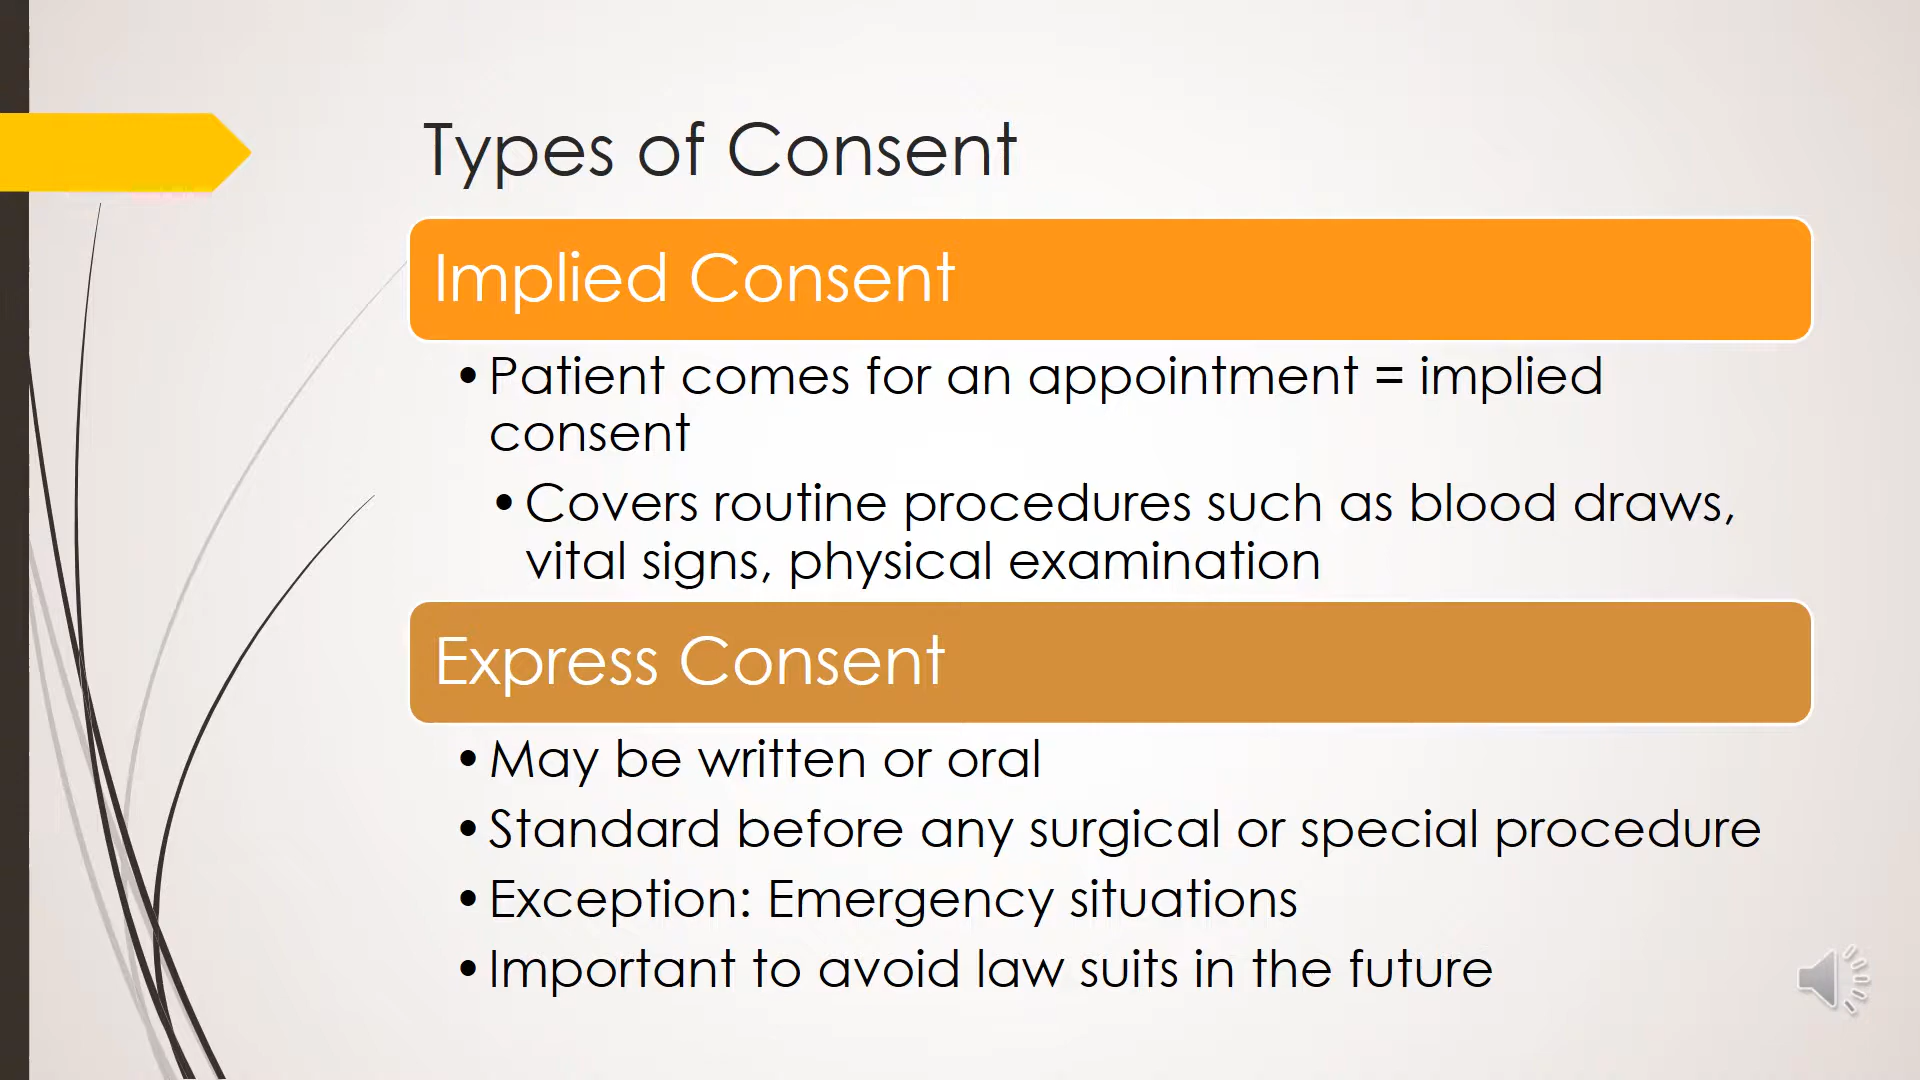 Types of Consent
Implied Consent
•Patient comes for an appointment = implied
consent
•Covers routine procedures such as blood draws,
vital signs, physical examination
Express Consent
•May be written or oral
•Standard before any surgical or special procedure
•Exception: Emergency situations
•Important to avoid law suits in the future